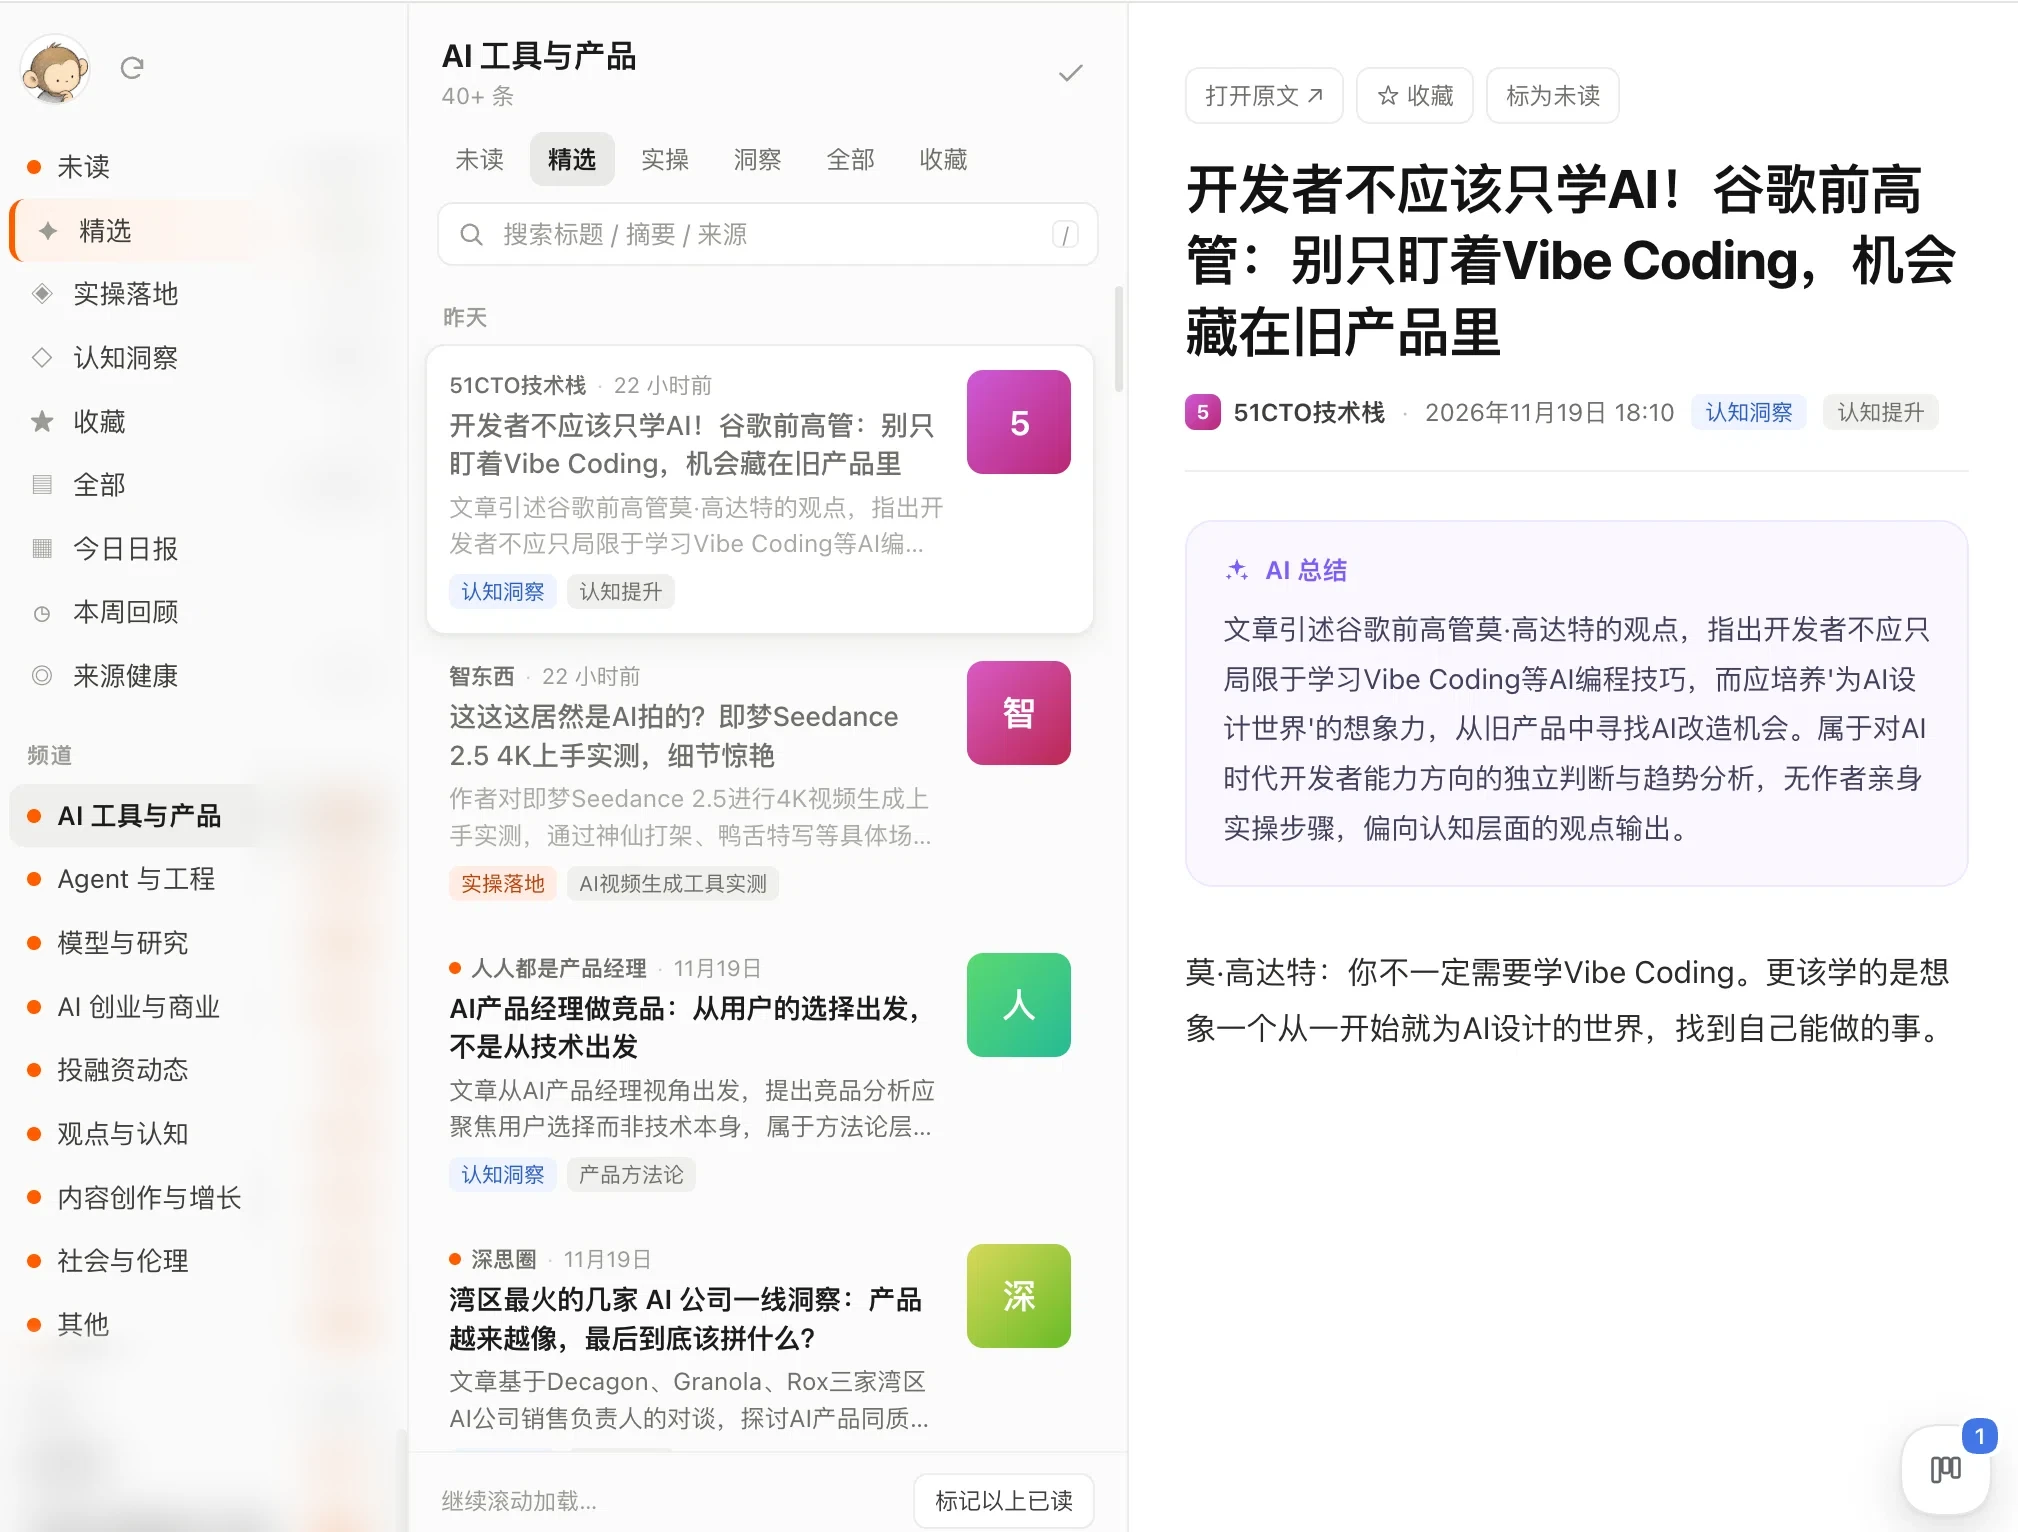 未读
精选
实操落地
认知洞察
收藏
全部
今日日报
本周回顾
来源健康
频道
AI 工具与产品
Agent 与工程
模型与研究
AI 创业与商业
投融资动态
观点与认知
内容创作与增长
社会与伦理
其他
AI 工具与产品
40+ 条
未读 精选 实操 洞察 全部 收藏
搜索标题 / 摘要 / 来源 /
昨天
51CTO技术栈 · 22 小时前
开发者不应该只学AI！谷歌前高管：别只
盯着Vibe Coding，机会藏在旧产品里
文章引述谷歌前高管莫·高达特的观点，指出开
发者不应只局限于学习Vibe Coding等AI编...
认知洞察 认知提升
5
智东西 · 22 小时前
这这这居然是AI拍的？即梦Seedance
2.5 4K上手实测，细节惊艳
作者对即梦Seedance 2.5进行4K视频生成上
手实测，通过神仙打架、鸭舌特写等具体场...
实操落地 AI视频生成工具实测
智
人人都是产品经理 · 11月19日
AI产品经理做竞品：从用户的选择出发，
不是从技术出发
文章从AI产品经理视角出发，提出竞品分析应
聚焦用户选择而非技术本身，属于方法论层...
认知洞察 产品方法论
人
深思圈 · 11月19日
湾区最火的几家 AI 公司一线洞察：产品
越来越像，最后到底该拼什么?
文章基于Decagon、Granola、Rox三家湾区
AI公司销售负责人的对谈，探讨AI产品同质...
深
继续滚动加载...
标记以上已读
打开原文 ↗ ☆ 收藏 标为未读
开发者不应该只学AI！谷歌前高
管：别只盯着Vibe Coding，机会
藏在旧产品里
5 51CTO技术栈 · 2026年11月19日 18:10 认知洞察 认知提升
AI 总结
文章引述谷歌前高管莫·高达特的观点，指出开发者不应只
局限于学习Vibe Coding等AI编程技巧，而应培养'为AI设
计世界'的想象力，从旧产品中寻找AI改造机会。属于对AI
时代开发者能力方向的独立判断与趋势分析，无作者亲身
实操步骤，偏向认知层面的观点输出。
莫·高达特：你不一定需要学Vibe Coding。更该学的是想
象一个从一开始就为AI设计的世界，找到自己能做的事。
1